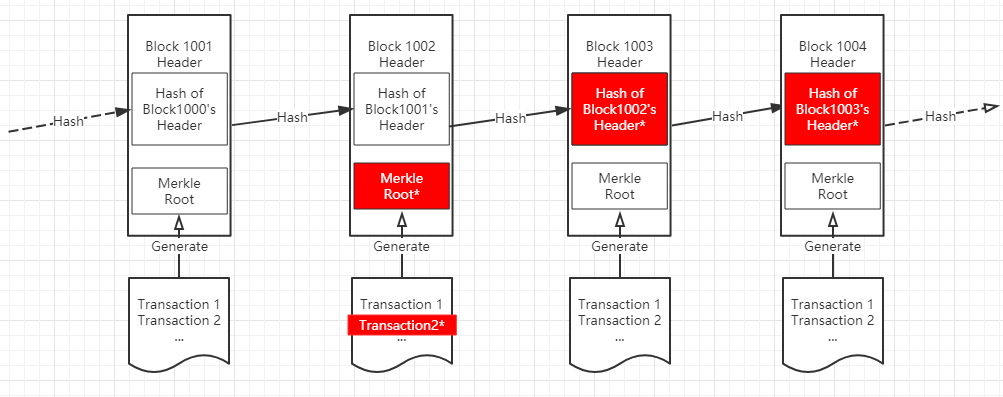 Block 1001
Header
Hash of
Block1000's
Header
Merkle
Root
Generate
Transaction 1
Transaction 2
...
Hash
Hash
Block 1002
Header
Hash of
Block1001's
Header
Merkle
Root*
Generate
Transaction 1
Transaction2*
...
Hash
Block 1003
Header
Hash of
Block1002's
Header*
Merkle
Root
Generate
Transaction 1
Transaction 2
...
Hash
Block 1004
Header
Hash of
Block1003's
Header*
Merkle
Root
Generate
Transaction 1
Transaction 2
...
Hash